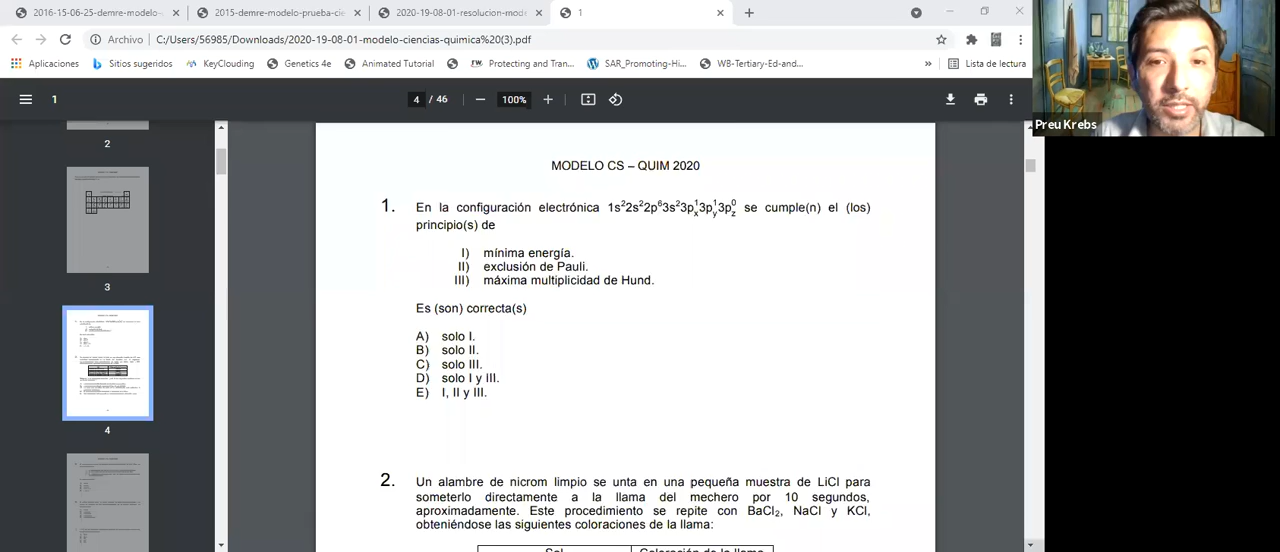 2016-15-06-25-demre-modelo-
2015-demre-modelo-prueba-cie
2020-19-08-01-resolucion-mode
1
Archivo C:/Users/56985/Downloads/2020-19-08-01-modelo-ciencias-quimica%20(3).pdf
Aplicaciones Bilingüe Sitios sugeridos KeyClouding Genetics 4e Animated Tutorial Protecting and Tran... SAR_Promoting-Hi... WB-Tertiary-Ed-and... » Lista de lectura
1 4 / 46 100%
Preu Krebs
2
3
4
MODELO CS – QUIM 2020
1. En la configuración electrónica 1s²2s²2p⁶3s²3pₓ¹3p_y¹3p_z⁰ se cumple(n) el (los)
principio(s) de
I) mínima energía.
II) exclusión de Pauli.
III) máxima multiplicidad de Hund.
Es (son) correcta(s)
A) solo I.
B) solo II.
C) solo III.
D) solo I y III.
E) I, II y III.
2. Un alambre de nicrom limpio se unta en una pequeña muestra de LiCl para
someterlo directamente a la llama del mechero por 10 segundos,
aproximadamente. Este procedimiento se repite con BaCl₂, NaCl y KCl,
obteniéndose las siguientes coloraciones de la llama:
Sal Coloración de la llama